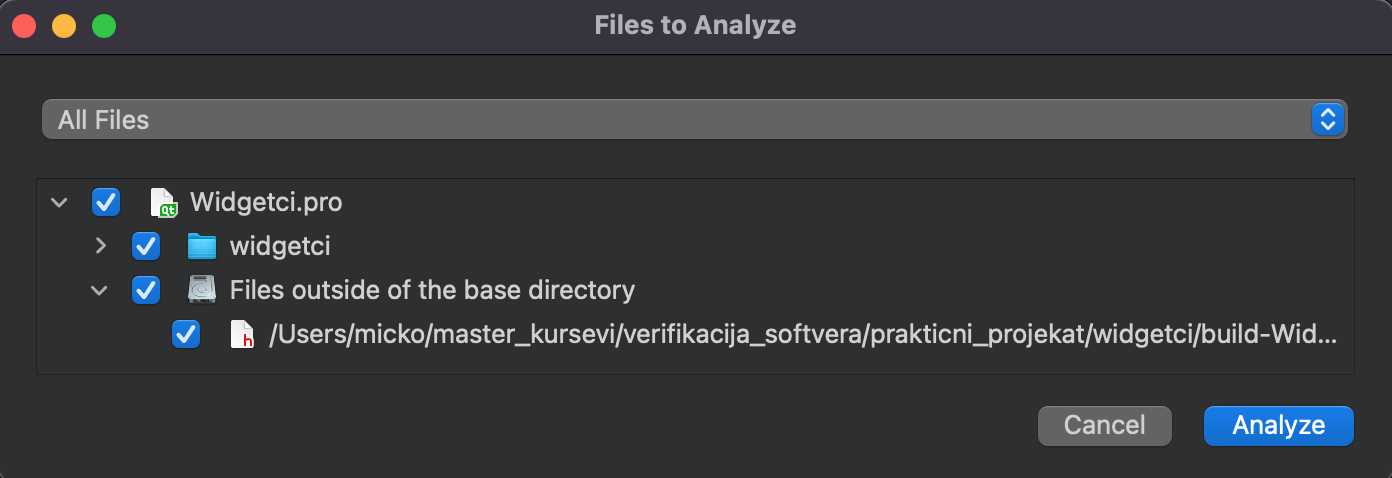 Files to Analyze
All Files
Widgetci.pro
widgetci
Files outside of the base directory
/Users/micko/master_kursevi/verifikacija_softvera/prakticni_projekat/widgetci/build-Wid...
Cancel Analyze